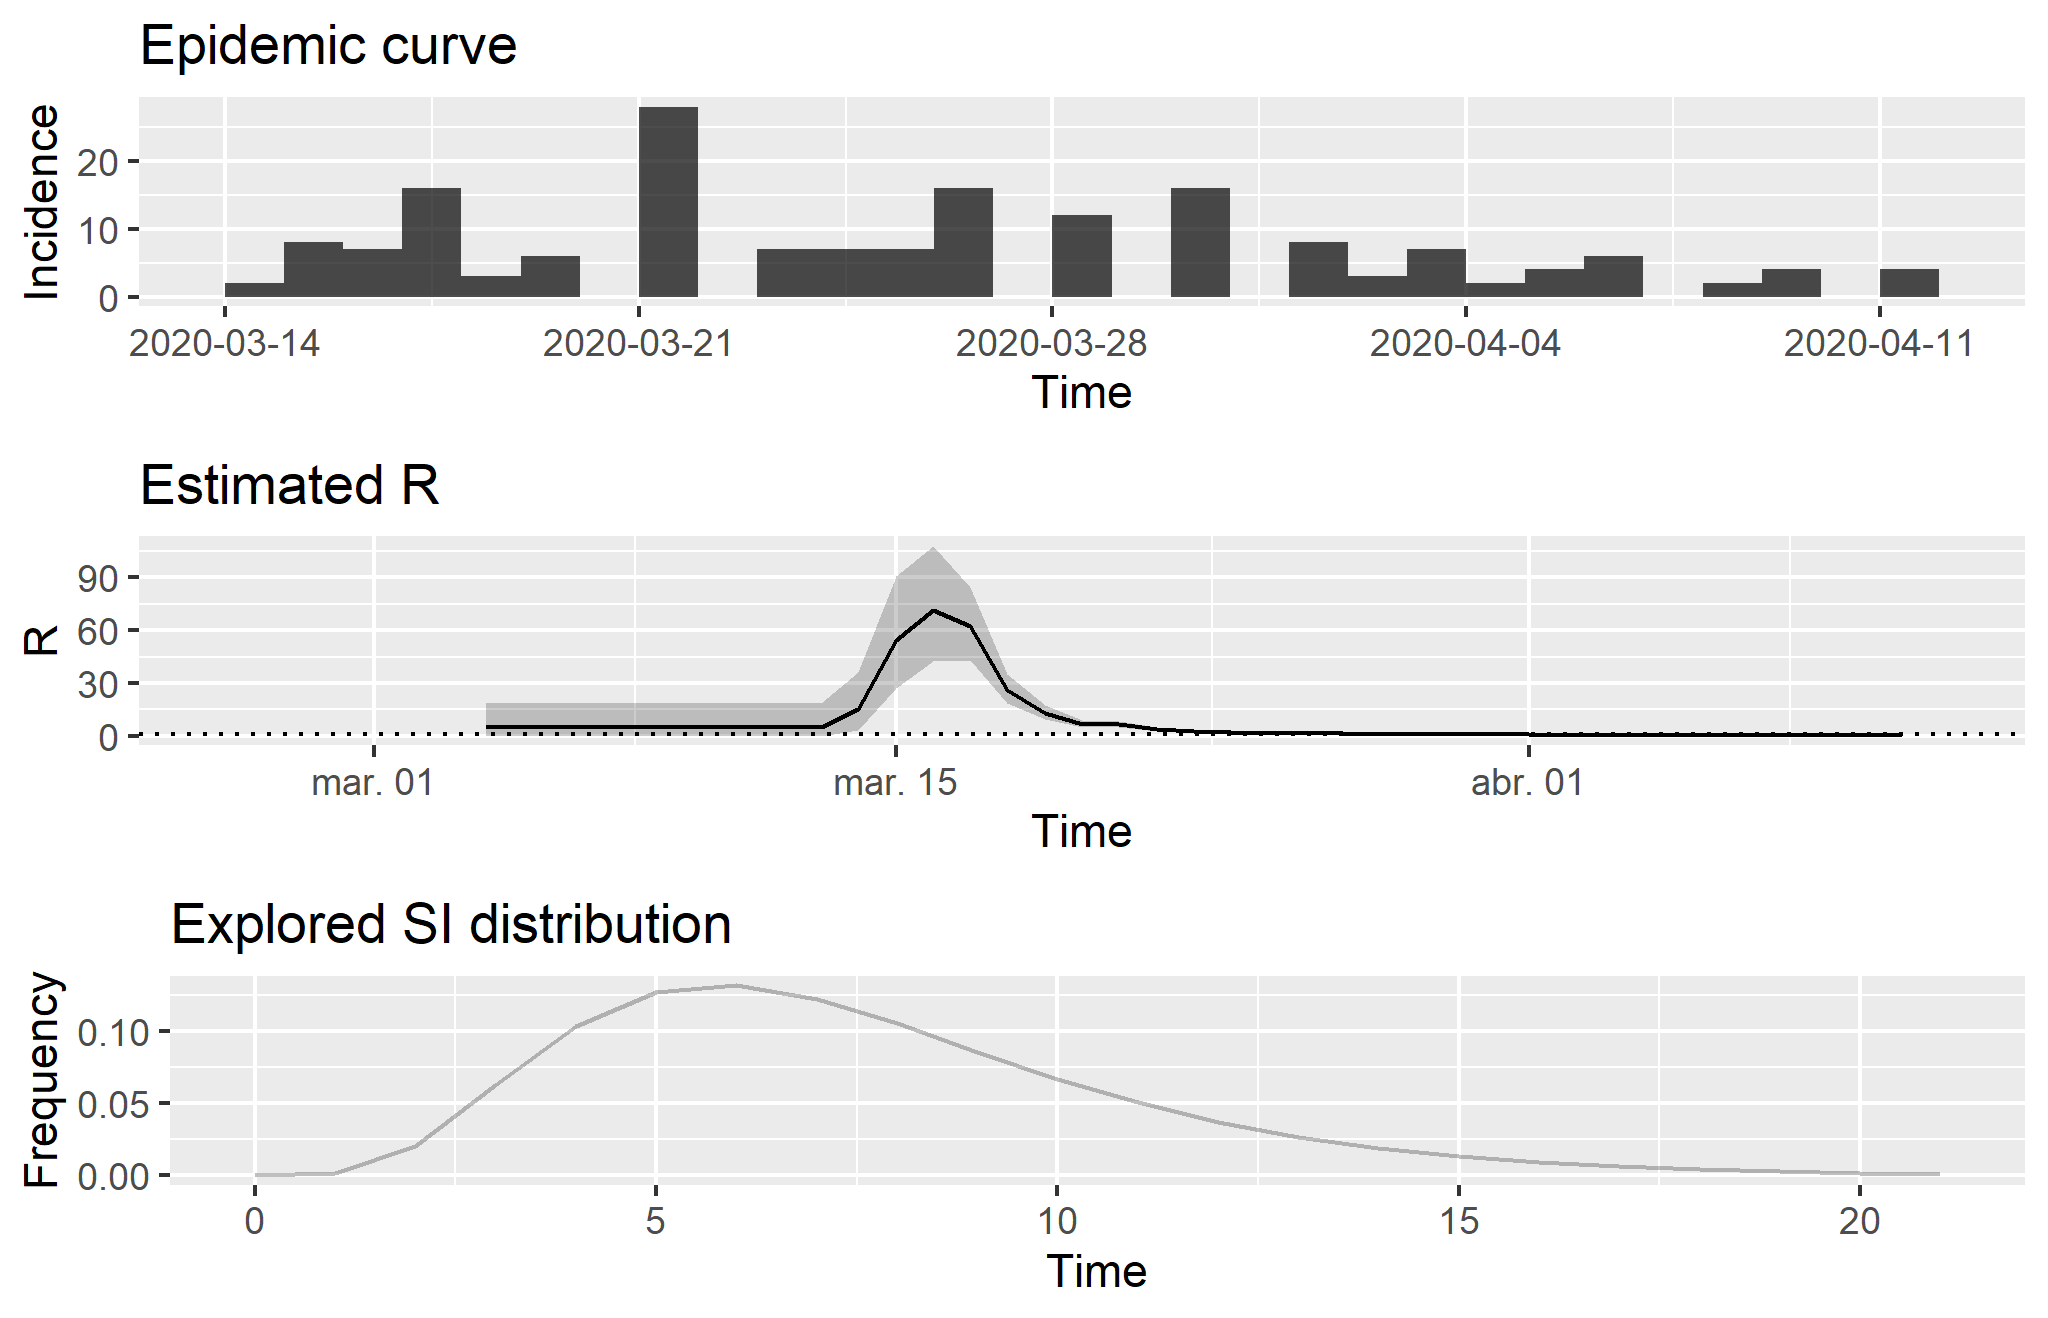 Epidemic curve
Incidence
20
10
0
2020-03-14 2020-03-21 2020-03-28 2020-04-04 2020-04-11
Time
Estimated R
R
90
60
30
0
mar. 01 mar. 15 abr. 01
Time
Explored SI distribution
Frequency
0.10
0.05
0.00
0 5 10 15 20
Time